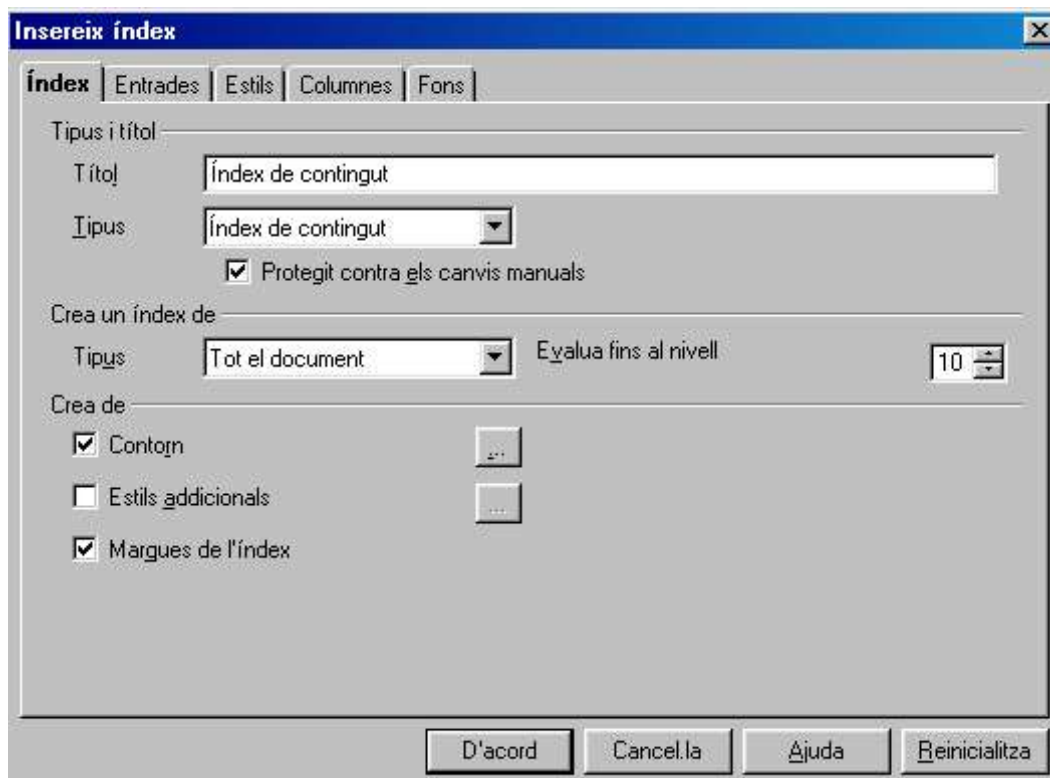 Insereix índex
Índex Entrades Estils Columnes Fons
Tipus i títol
Títol Índex de contingut
Tipus Índex de contingut
Protegit contra els canvis manuals
Crea un índex de
Tipus Tot el document Evalua fins al nivell 10
Crea de
Contorn ...
Estils addicionals ...
Margues de l'índex
D'acord Cancel.la Ajuda Reinicialitza